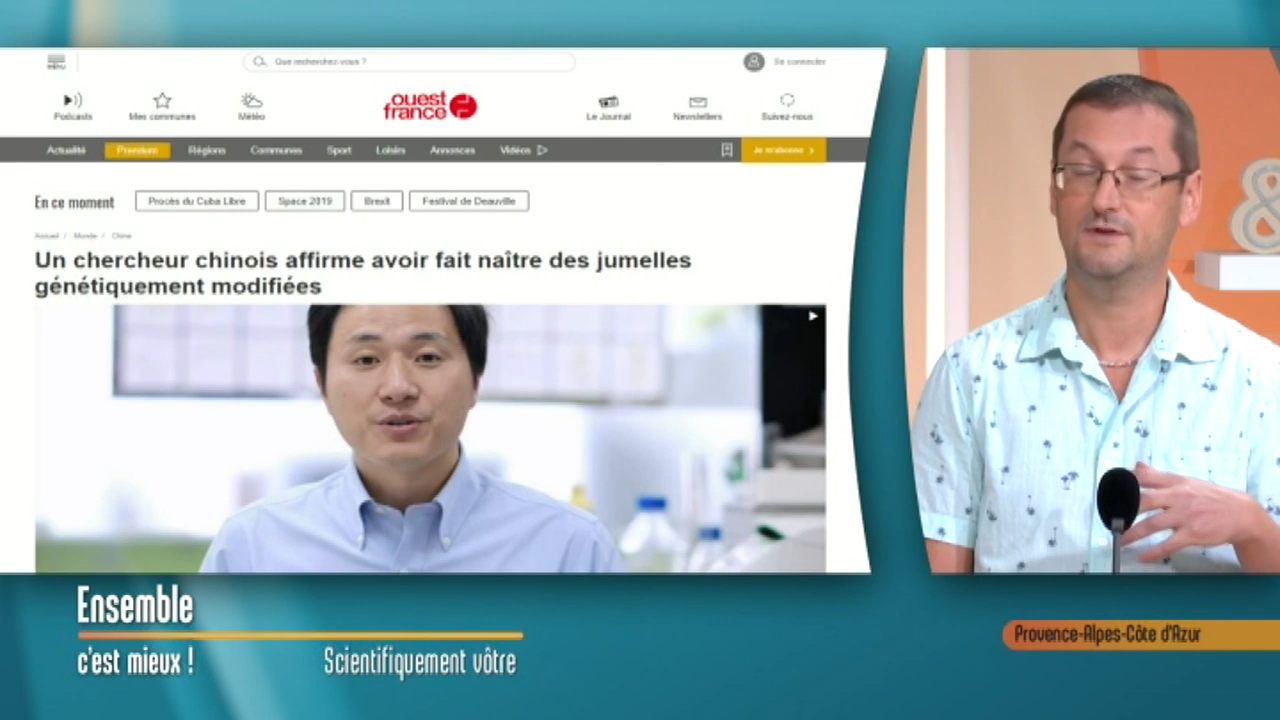 MENU
Que recherchez-vous ?
Se connecter
Podcasts
Mes communes
Météo
ouest
france
Le Journal
Newsletters
Suivez-nous
Actualité
Premium
Régions
Communes
Sport
Loisirs
Annonces
Vidéos
Je m'abonne >
En ce moment
Procès du Cuba Libre
Space 2019
Brexit
Festival de Deauville
Accueil / Monde / Chine
Un chercheur chinois affirme avoir fait naître des jumelles
génétiquement modifiées
&
Ensemble
c'est mieux !
Scientifiquement vôtre
Provence-Alpes-Côte d'Azur